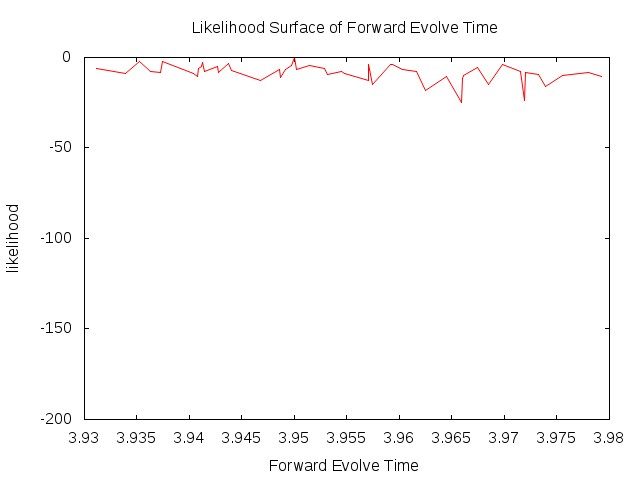 Likelihood Surface of Forward Evolve Time
0
-50
-100
-150
-200
likelihood
3.93 3.935 3.94 3.945 3.95 3.955 3.96 3.965 3.97 3.975 3.98
Forward Evolve Time